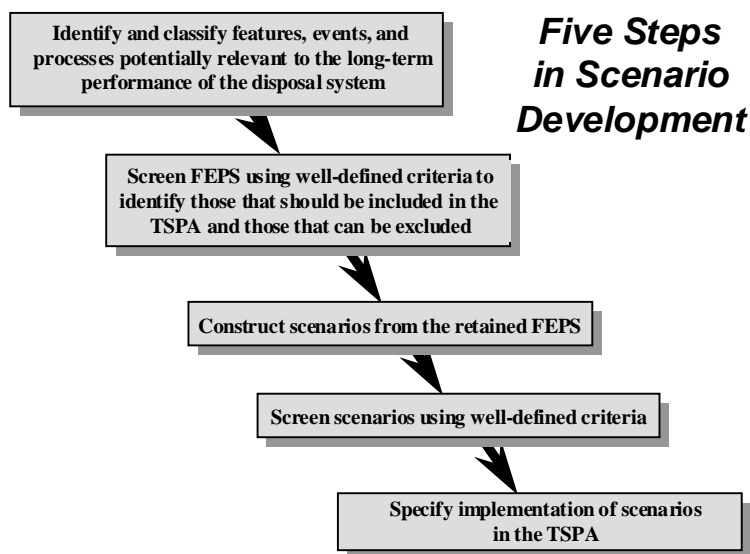 Five Steps
in Scenario
Development
Identify and classify features, events, and
processes potentially relevant to the long-term
performance of the disposal system
Screen FEPS using well-defined criteria to
identify those that should be included in the
TSPA and those that can be excluded
Construct scenarios from the retained FEPS
Screen scenarios using well-defined criteria
Specify implementation of scenarios
in the TSPA